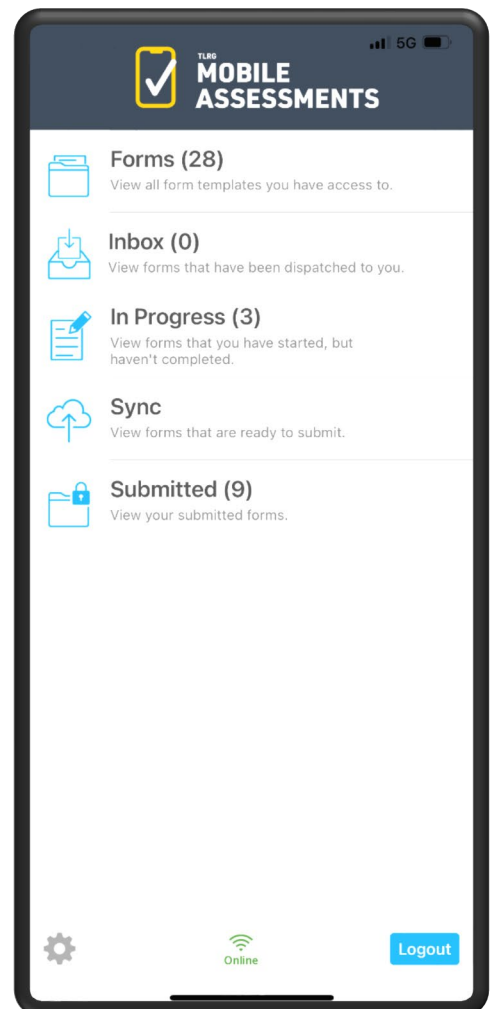 5G
TLRG
MOBILE
ASSESSMENTS
Forms (28)
View all form templates you have access to.
Inbox (0)
View forms that have been dispatched to you.
In Progress (3)
View forms that you have started, but
haven't completed.
Sync
View forms that are ready to submit.
Submitted (9)
View your submitted forms.
Online
Logout